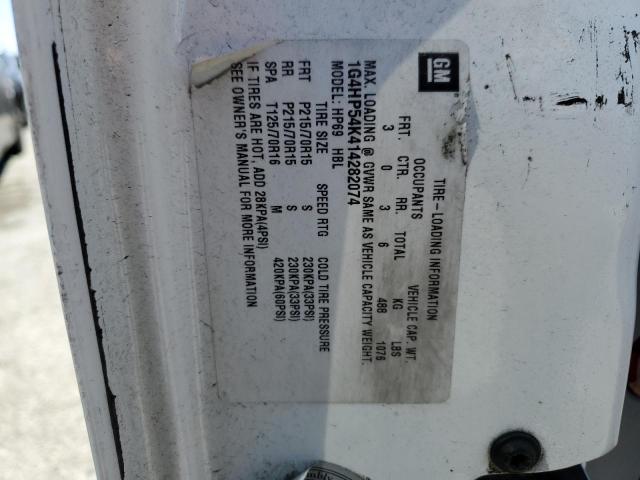 GM
TIRE-LOADING INFORMATION
OCCUPANTS VEHICLE CAP. WT.
FRT. CTR. RR. TOTAL KG LBS
3 0 3 6 488 1076
MAX. LOADING @ GVWR SAME AS VEHICLE CAPACITY WEIGHT.
1G4HP54K414282074
MODEL: HP69 HBL
TIRE SIZE SPEED RTG COLD TIRE PRESSURE
FRT P215/70R15 S 230KPA(33PSI)
RR P215/70R15 S 230KPA(33PSI)
SPA T125/70R16 M 420KPA(60PSI)
IF TIRES ARE HOT, ADD 28KPA(4PSI)
SEE OWNER'S MANUAL FOR MORE INFORMATION